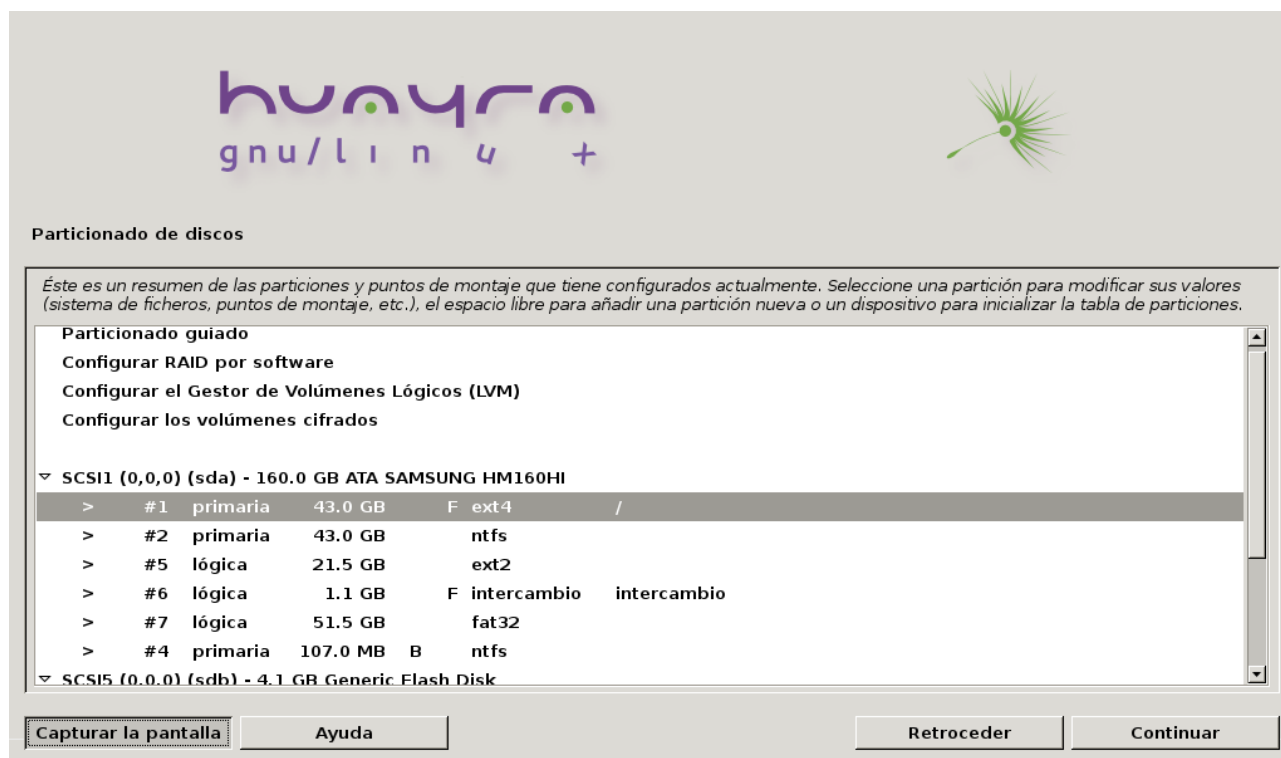 huayra
gnu/linux
Particionado de discos
Éste es un resumen de las particiones y puntos de montaje que tiene configurados actualmente. Seleccione una partición para modificar sus valores
(sistema de ficheros, puntos de montaje, etc.), el espacio libre para añadir una partición nueva o un dispositivo para inicializar la tabla de particiones.
Particionado guiado
Configurar RAID por software
Configurar el Gestor de Volúmenes Lógicos (LVM)
Configurar los volúmenes cifrados
SCSI1 (0,0,0) (sda) - 160.0 GB ATA SAMSUNG HM160HI
> #1 primaria 43.0 GB F ext4 /
> #2 primaria 43.0 GB ntfs
> #5 lógica 21.5 GB ext2
> #6 lógica 1.1 GB F intercambio intercambio
> #7 lógica 51.5 GB fat32
> #4 primaria 107.0 MB B ntfs
SCSI5 (0,0,0) (sdb) - 4.1 GB Generic Flash Disk
Capturar la pantalla Ayuda Retroceder Continuar